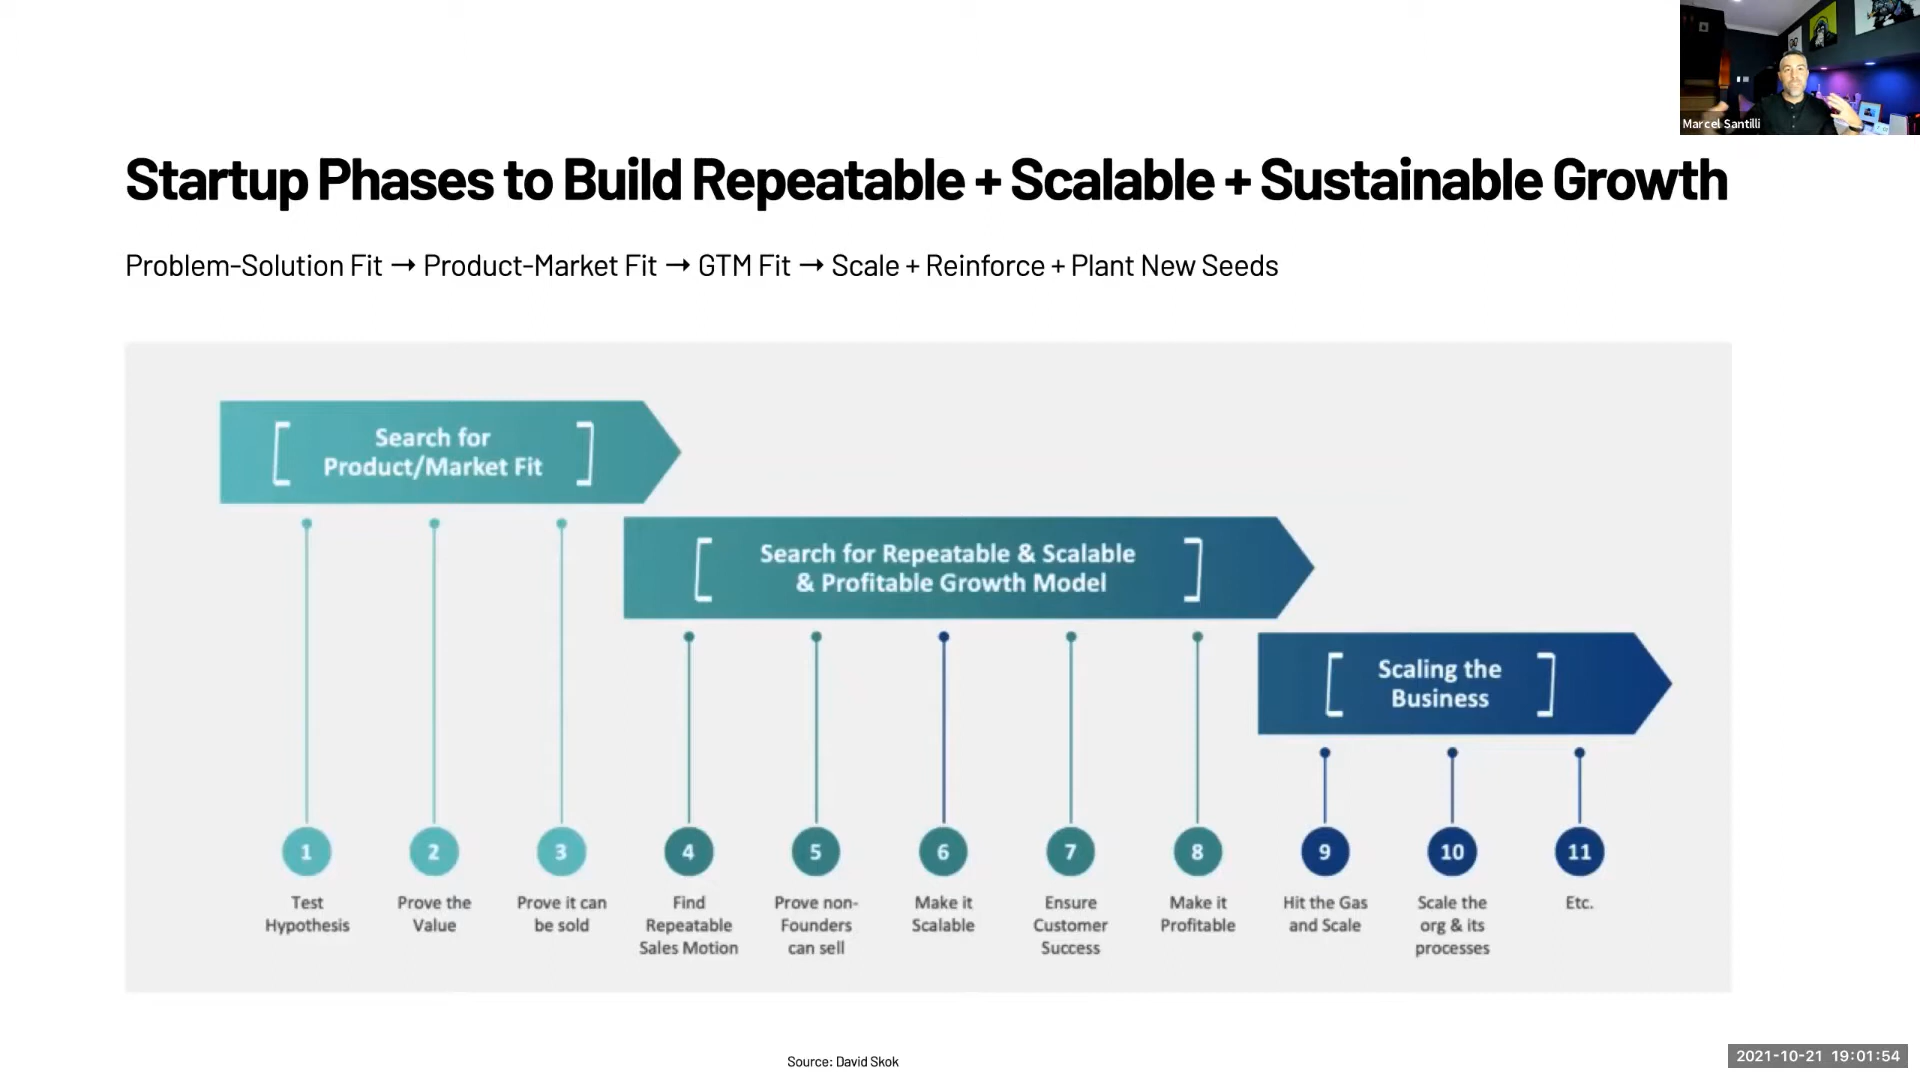 Marcel Santilli
Startup Phases to Build Repeatable + Scalable + Sustainable Growth
Problem-Solution Fit → Product-Market Fit → GTM Fit → Scale + Reinforce + Plant New Seeds
Search for
Product/Market Fit
Search for Repeatable & Scalable
& Profitable Growth Model
Scaling the
Business
1
Test
Hypothesis
2
Prove the
Value
3
Prove it can
be sold
4
Find
Repeatable
Sales Motion
5
Prove non-
Founders
can sell
6
Make it
Scalable
7
Ensure
Customer
Success
8
Make it
Profitable
9
Hit the Gas
and Scale
10
Scale the
org & its
processes
11
Etc.
Source: David Skok
2021-10-21 19:01:54